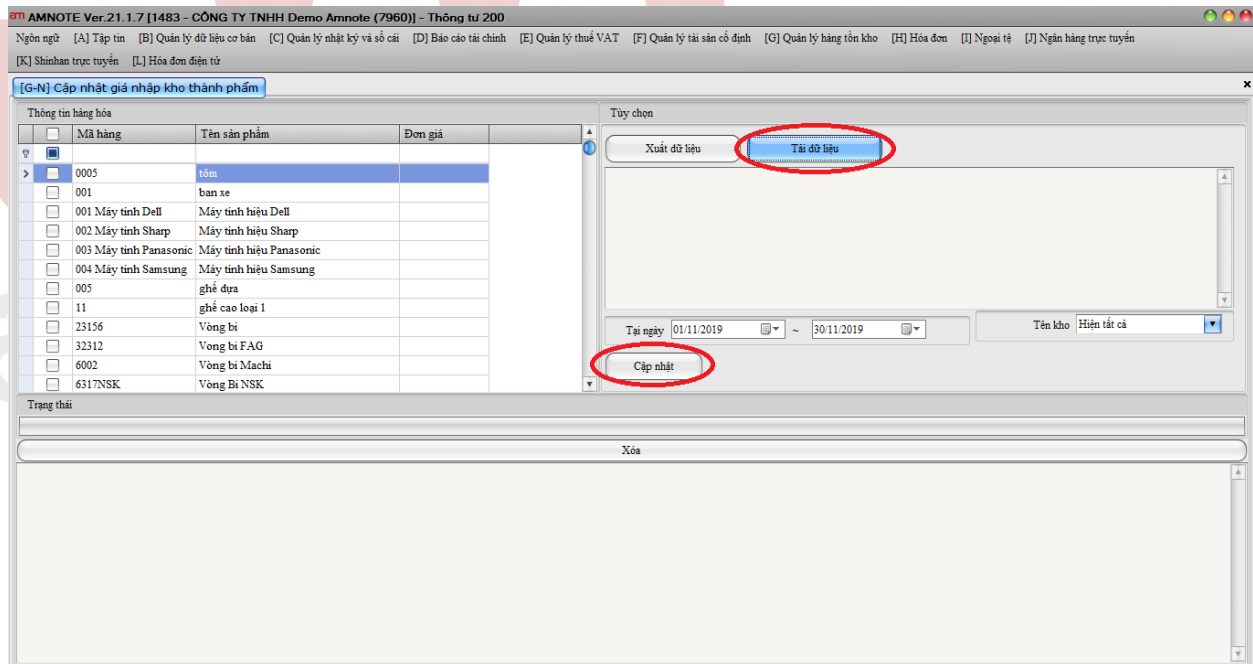 am AMNOTE Ver.21.1.7 [1483 - CÔNG TY TNHH Demo Amnote (7960)] - Thông tư 200
Ngôn ngữ [A] Tập tin [B] Quản lý dữ liệu cơ bản [C] Quản lý nhật ký và sổ cái [D] Báo cáo tài chính [E] Quản lý thuế VAT [F] Quản lý tài sản cố định [G] Quản lý hàng tồn kho [H] Hóa đơn [I] Ngoại tệ [J] Ngân hàng trực tuyến
[K] Shinhan trực tuyến [L] Hóa đơn điện tử
[G-N] Cập nhật giá nhập kho thành phẩm x
Thông tin hàng hóa
Mã hàng Tên sản phẩm Đơn giá
0005 tôm
001 ban xe
001 Máy tính Dell Máy tính hiệu Dell
002 Máy tính Sharp Máy tính hiệu Sharp
003 Máy tính Panasonic Máy tính hiệu Panasonic
004 Máy tính Samsung Máy tính hiệu Samsung
005 ghế dựa
11 ghế cao loại 1
23156 Vòng bi
32312 Vong bi FAG
6002 Vòng bi Machi
6317NSK Vòng Bi NSK
Tùy chọn
Xuất dữ liệu Tải dữ liệu
Tại ngày 01/11/2019 ~ 30/11/2019 Tên kho Hiện tất cả
Cập nhật
Trạng thái
Xóa